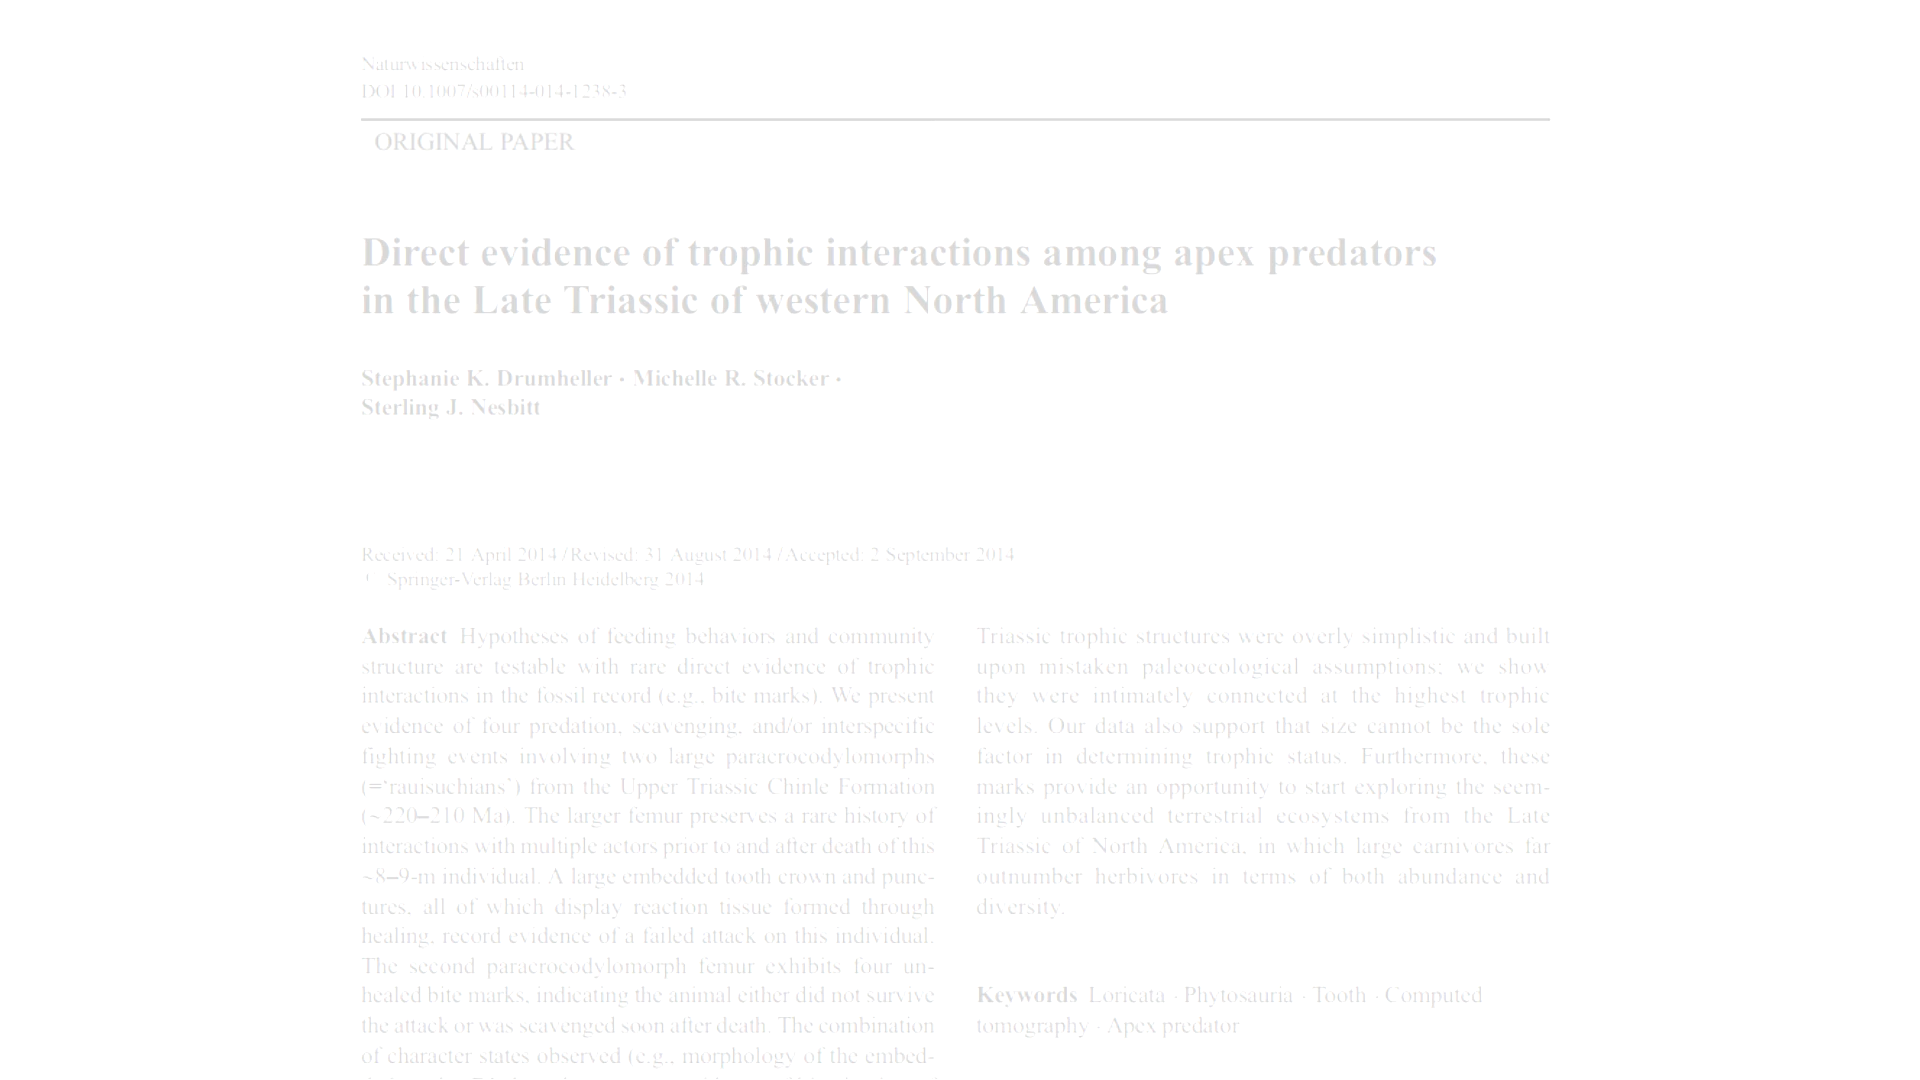 Naturwissenschaften
DOI 10.1007/s00114-014-1238-3
ORIGINAL PAPER
Direct evidence of trophic interactions among apex predators
in the Late Triassic of western North America
Stephanie K. Drumheller · Michelle R. Stocker ·
Sterling J. Nesbitt
Received: 21 April 2014 / Revised: 31 August 2014 / Accepted: 2 September 2014
Springer-Verlag Berlin Heidelberg 2014
Abstract Hypotheses of feeding behaviors and community
structure are testable with rare direct evidence of trophic
interactions in the fossil record (e.g., bite marks). We present
evidence of four predation, scavenging, and/or interspecific
fighting events involving two large paracrocodylomorphs
(=‘rauisuchians’) from the Upper Triassic Chinle Formation
(~220–210 Ma). The larger femur preserves a rare history of
interactions with multiple actors prior to and after death of this
~8–9-m individual. A large embedded tooth crown and punc-
tures, all of which display reaction tissue formed through
healing, record evidence of a failed attack on this individual.
The second paracrocodylomorph femur exhibits four un-
healed bite marks, indicating the animal either did not survive
the attack or was scavenged soon after death. The combination
of character states observed (e.g., morphology of the embed-
Triassic trophic structures were overly simplistic and built
upon mistaken paleoecological assumptions; we show
they were intimately connected at the highest trophic
levels. Our data also support that size cannot be the sole
factor in determining trophic status. Furthermore, these
marks provide an opportunity to start exploring the seem-
ingly unbalanced terrestrial ecosystems from the Late
Triassic of North America, in which large carnivores far
outnumber herbivores in terms of both abundance and
diversity.
Keywords Loricata · Phytosauria · Tooth · Computed
tomography · Apex predator